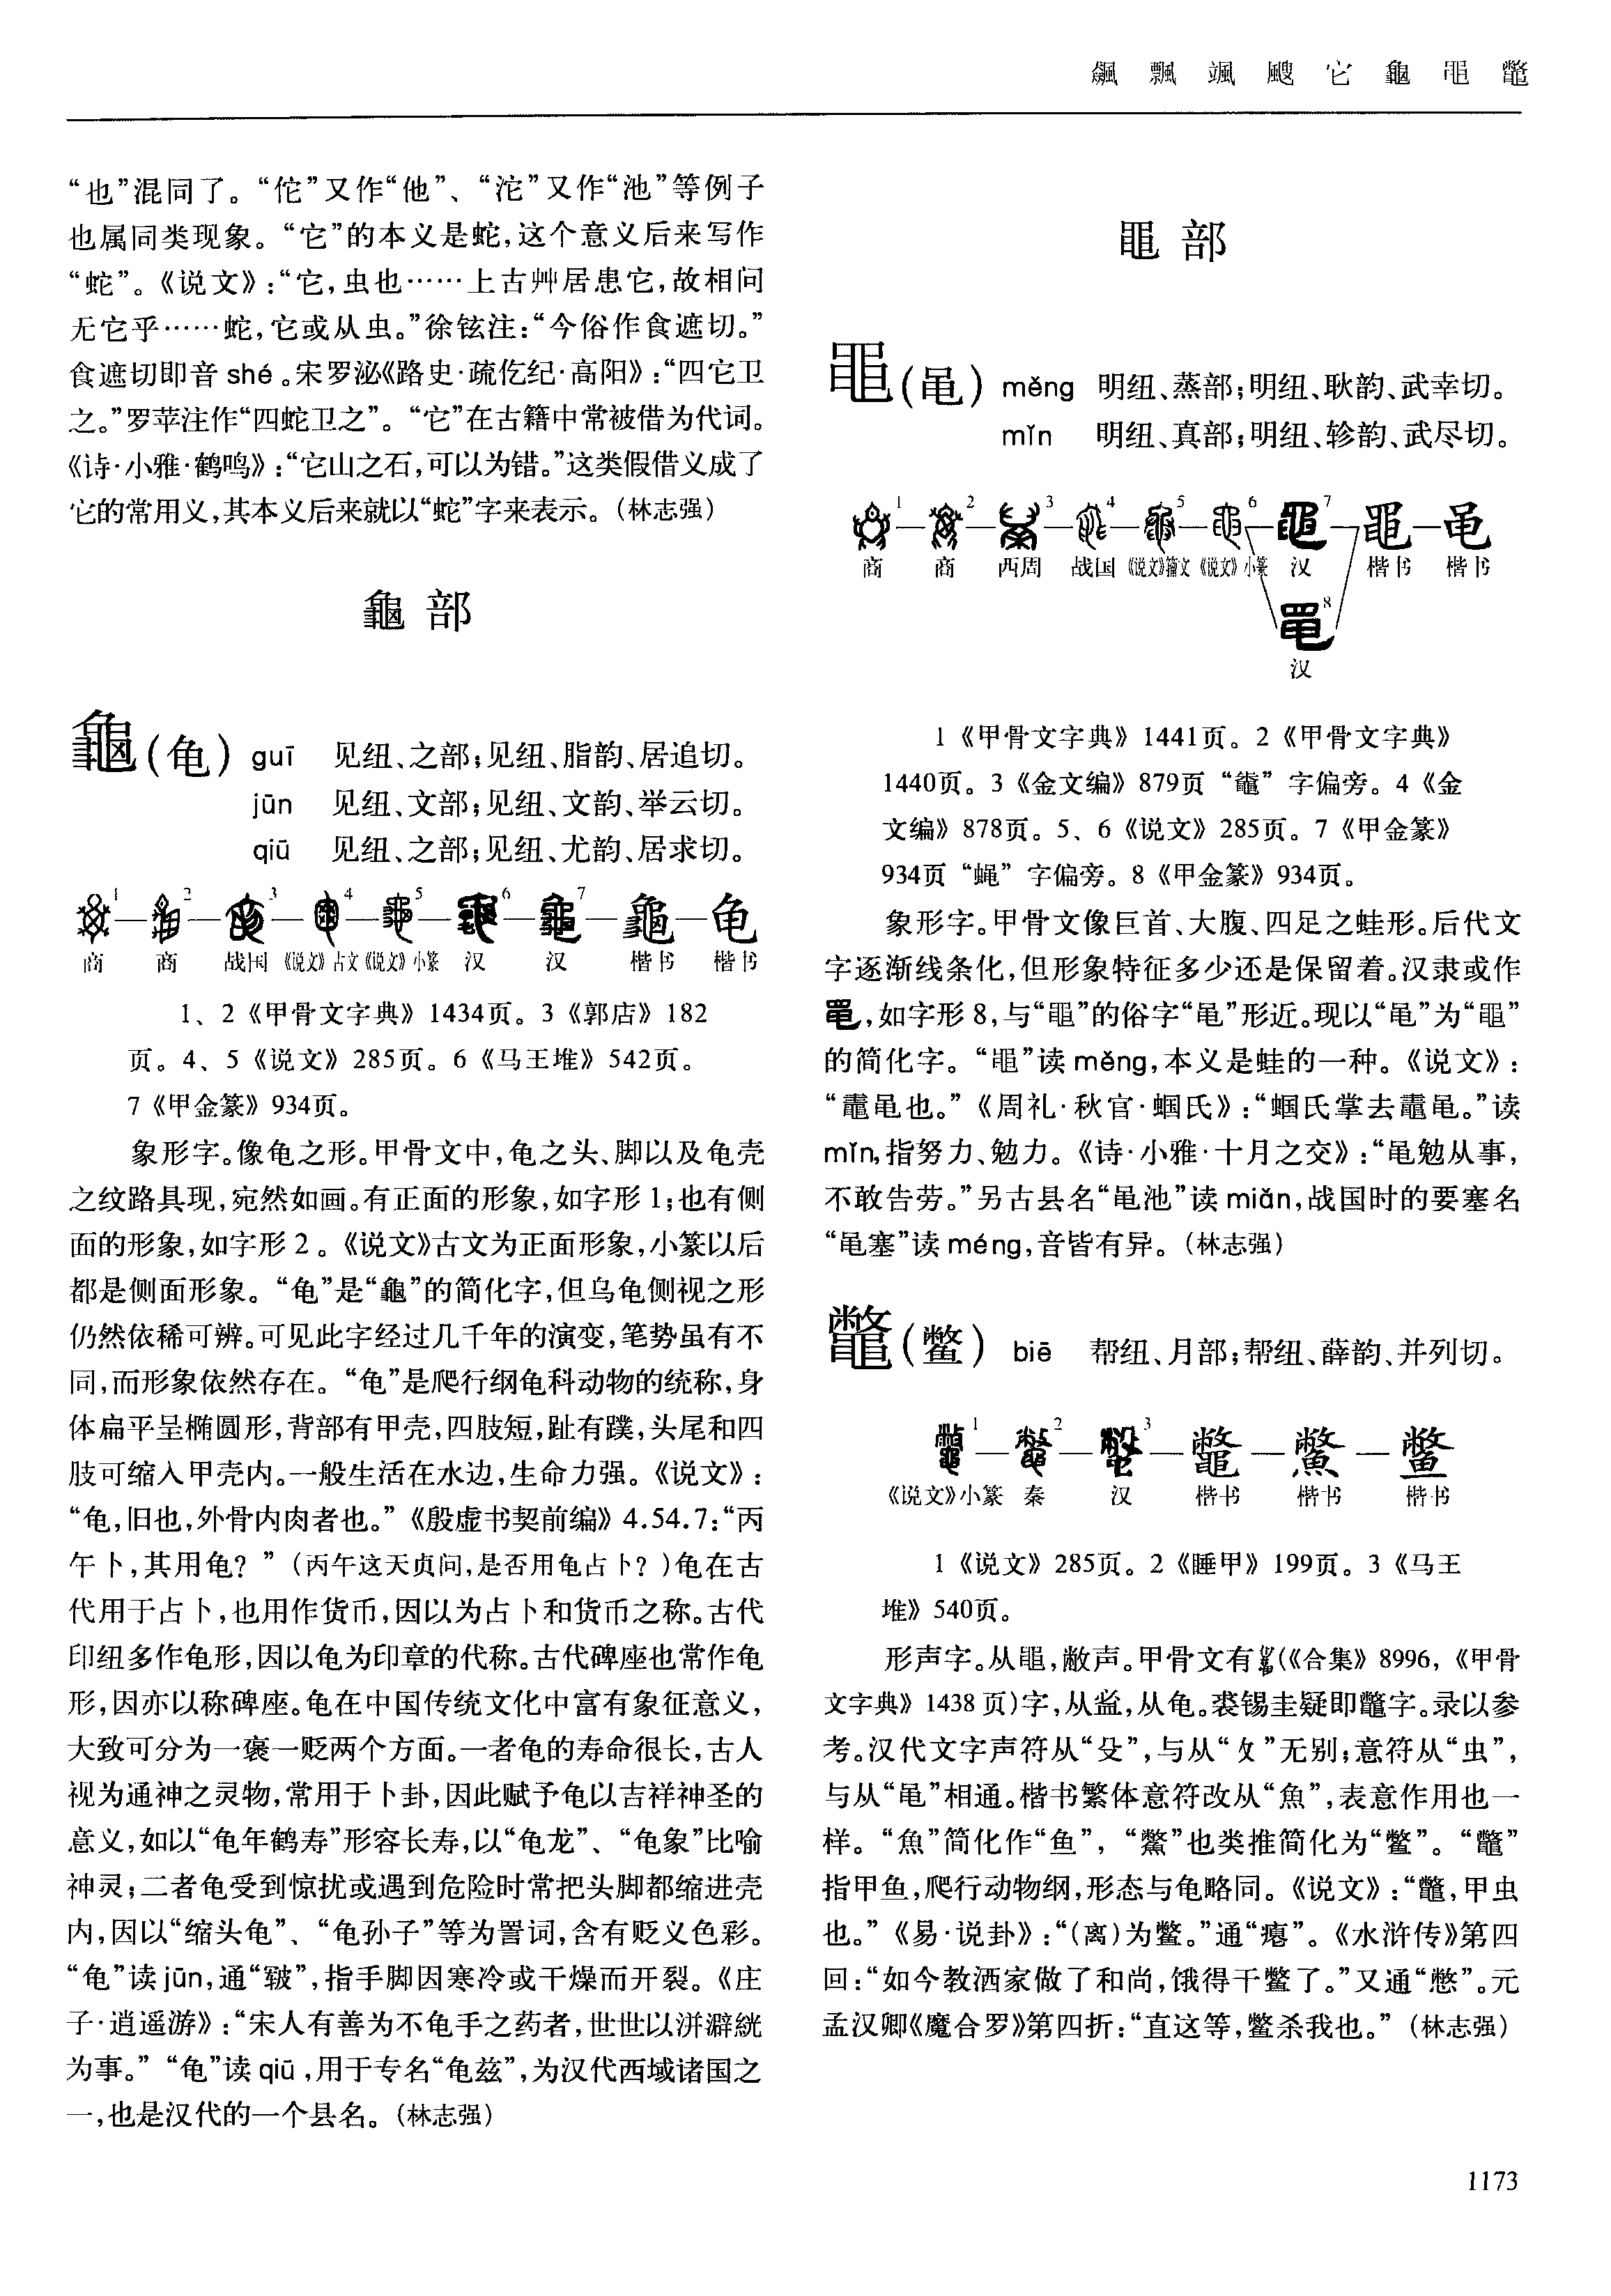 飙 飘 飒 飕 它 龜 黽 鼈
“也”混同了。“佗”又作“他”、“沱”又作“池”等例子
也属同类现象。“它”的本义是蛇,这个意义后来写作
“蛇”。《说文》:“它,虫也……上古艸居患它,故相问
无它乎……蛇,它或从虫。”徐铉注:“今俗作食遮切。”
食遮切即音 shé。宋罗泌《路史·疏仡纪·高阳》:“四它卫
之。”罗苹注作“四蛇卫之”。“它”在古籍中常被借为代词。
《诗·小雅·鹤鸣》:“它山之石,可以为错。”这类假借义成了
它的常用义,其本义后来就以“蛇”字来表示。(林志强)
龜 部
龜(龟) guī 见纽、之部;见纽、脂韵、居追切。
jūn 见纽、文部;见纽、文韵、举云切。
qiū 见纽、之部;见纽、尤韵、居求切。
1 2 3 4 5 6 7 龜 龟
商 商 战国 《说文》古文 《说文》小篆 汉 汉 楷书 楷书
1、2《甲骨文字典》1434页。3《郭店》182
页。4、5《说文》285页。6《马王堆》542页。
7《甲金篆》934页。
象形字。像龟之形。甲骨文中,龟之头、脚以及龟壳
之纹路具现,宛然如画。有正面的形象,如字形 1;也有侧
面的形象,如字形 2。《说文》古文为正面形象,小篆以后
都是侧面形象。“龟”是“龜”的简化字,但乌龟侧视之形
仍然依稀可辨。可见此字经过几千年的演变,笔势虽有不
同,而形象依然存在。“龟”是爬行纲龟科动物的统称,身
体扁平呈椭圆形,背部有甲壳,四肢短,趾有蹼,头尾和四
肢可缩入甲壳内。一般生活在水边,生命力强。《说文》:
“龟,旧也,外骨内肉者也。”《殷虚书契前编》4.54.7:“丙
午卜,其用龟?”(丙午这天贞问,是否用龟占卜?)龟在古
代用于占卜,也用作货币,因以为占卜和货币之称。古代
印纽多作龟形,因以龟为印章的代称。古代碑座也常作龟
形,因亦以称碑座。龟在中国传统文化中富有象征意义,
大致可分为一褒一贬两个方面。一者龟的寿命很长,古人
视为通神之灵物,常用于卜卦,因此赋予龟以吉祥神圣的
意义,如以“龟年鹤寿”形容长寿,以“龟龙”、“龟象”比喻
神灵;二者龟受到惊扰或遇到危险时常把头脚都缩进壳
内,因以“缩头龟”、“龟孙子”等为詈词,含有贬义色彩。
“龟”读 jūn,通“皲”,指手脚因寒冷或干燥而开裂。《庄
子·逍遥游》:“宋人有善为不龟手之药者,世世以洴澼絖
为事。”“龟”读 qiū,用于专名“龟兹”,为汉代西域诸国之
一,也是汉代的一个县名。(林志强)
黽 部
黽(黾) měng 明纽、蒸部;明纽、耿韵、武幸切。
mǐn 明纽、真部;明纽、轸韵、武尽切。
1 2 3 4 5 6 7 黽 黾
商 商 西周 战国 《说文》籀文 《说文》小篆 汉 楷书 楷书
8
汉
1《甲骨文字典》1441页。2《甲骨文字典》
1440页。3《金文编》879页“鼄”字偏旁。4《金
文编》878页。5、6《说文》285页。7《甲金篆》
934页“蝇”字偏旁。8《甲金篆》934页。
象形字。甲骨文像巨首、大腹、四足之蛙形。后代文
字逐渐线条化,但形象特征多少还是保留着。汉隶或作
,如字形 8,与“黽”的俗字“黾”形近。现以“黾”为“黽”
的简化字。“黽”读 měng,本义是蛙的一种。《说文》:
“鼃黾也。”《周礼·秋官·蝈氏》:“蝈氏掌去鼃黾。”读
mǐn,指努力、勉力。《诗·小雅·十月之交》:“黾勉从事,
不敢告劳。”另古县名“黾池”读 miǎn,战国时的要塞名
“黾塞”读 méng,音皆有异。(林志强)
鼈(鳖) biē 帮纽、月部;帮纽、薛韵、并列切。
1 2 3 鼈 鱉 鳖
《说文》小篆 秦 汉 楷书 楷书 楷书
1《说文》285页。2《睡甲》199页。3《马王
堆》540页。
形声字。从黽,敝声。甲骨文有(《合集》8996,《甲骨
文字典》1438 页)字,从㡀,从龟。裘锡圭疑即鼈字。录以参
考。汉代文字声符从“殳”,与从“攵”无别;意符从“虫”,
与从“黾”相通。楷书繁体意符改从“魚”,表意作用也一
样。“魚”简化作“鱼”,“鱉”也类推简化为“鳖”。“鼈”
指甲鱼,爬行动物纲,形态与龟略同。《说文》:“鼈,甲虫
也。”《易·说卦》:“(离)为鳖。”通“瘪”。《水浒传》第四
回:“如今教洒家做了和尚,饿得干鳖了。”又通“憋”。元
孟汉卿《魔合罗》第四折:“直这等,鳖杀我也。”(林志强)
1173